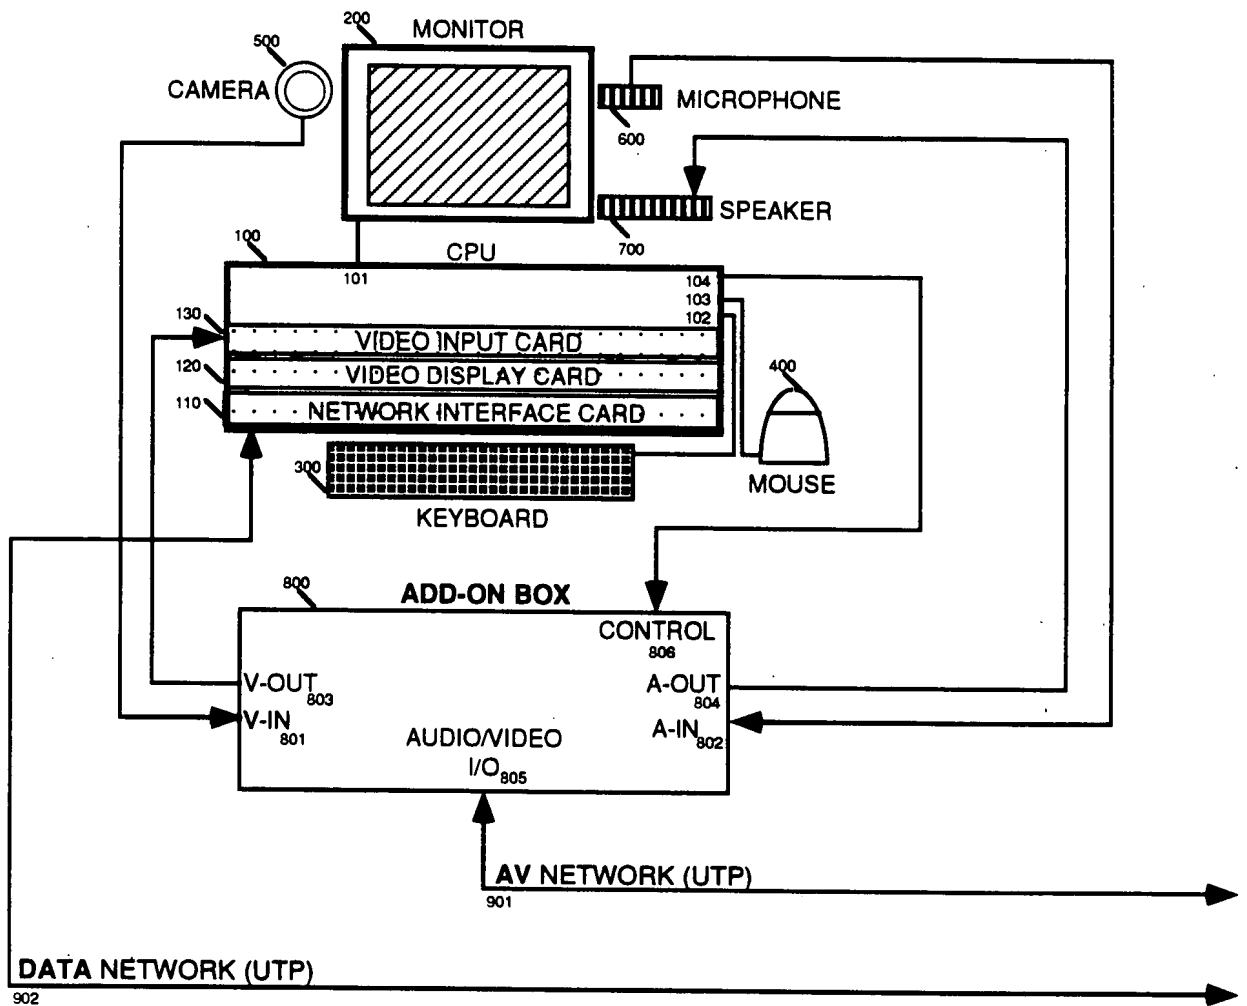 200
MONITOR
500
CAMERA
MICROPHONE
600
SPEAKER
700
100
CPU
101
104
103
102
130
VIDEO INPUT CARD
120
VIDEO DISPLAY CARD
400
110
NETWORK INTERFACE CARD
300
MOUSE
KEYBOARD
800
ADD-ON BOX
CONTROL
806
V-OUT 803
A-OUT 804
V-IN 801
A-IN 802
AUDIO/VIDEO
I/O 805
AV NETWORK (UTP)
901
DATA NETWORK (UTP)
902